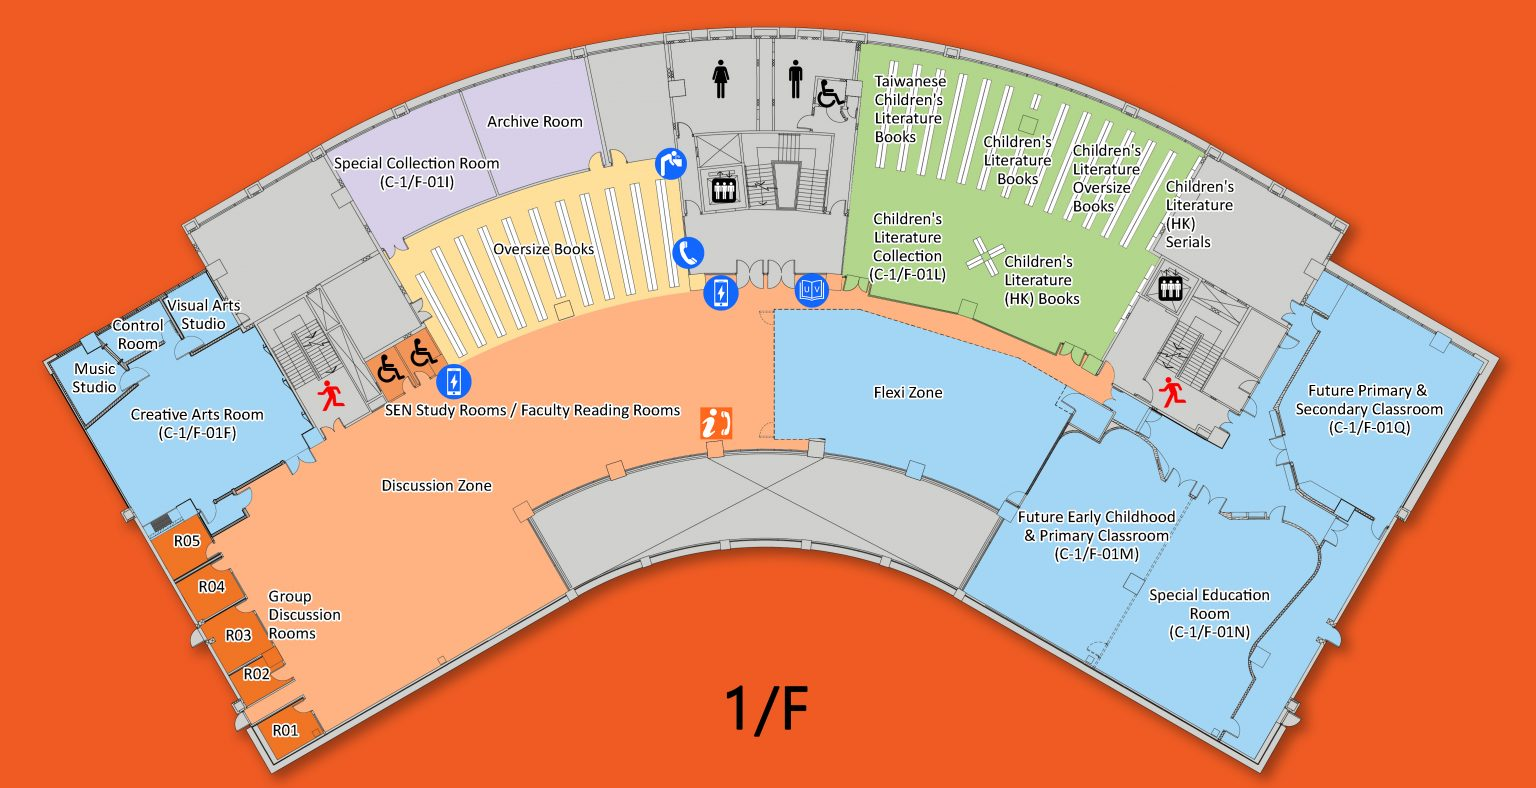 Taiwanese
Children's
Literature
Books
Archive Room
Children's
Literature
Books
Children's
Literature
Oversize
Books
Special Collection Room
(C-1/F-01I)
Children's
Literature
(HK)
Serials
Children's
Literature
Collection
(C-1/F-01L)
Oversize Books
Children's
Literature
(HK) Books
U V
Visual Arts
Studio
Control
Room
Music
Studio
Creative Arts Room
(C-1/F-01F)
SEN Study Rooms / Faculty Reading Rooms
Flexi Zone
Future Primary &
Secondary Classroom
(C-1/F-01Q)
i
Discussion Zone
Future Early Childhood
& Primary Classroom
(C-1/F-01M)
R05
R04
Group
Discussion
Rooms
R03
R02
R01
Special Education
Room
(C-1/F-01N)
1/F